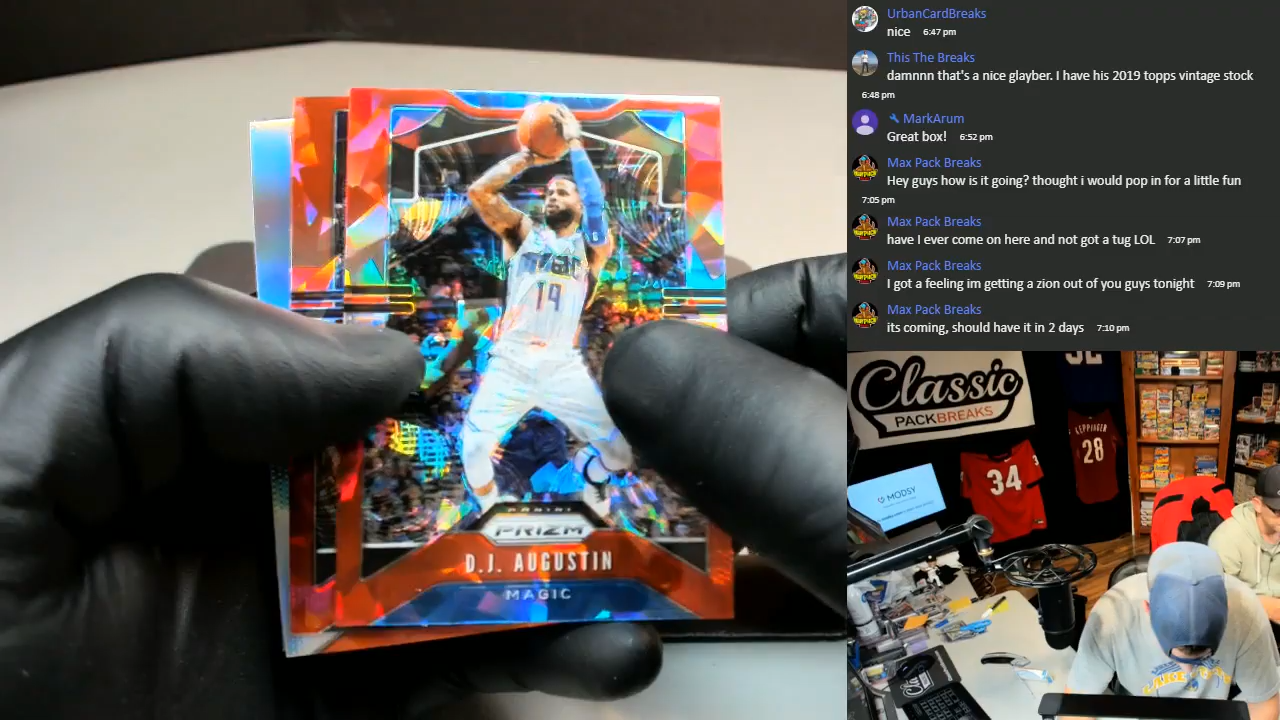 14
PANINI
PRIZM
D.J. AUGUSTIN
MAGIC
UrbanCardBreaks
nice 6:47 pm
This The Breaks
damnnn that's a nice glayber. I have his 2019 topps vintage stock
6:48 pm
MarkArum
Great box! 6:52 pm
Max Pack Breaks
Hey guys how is it going? thought i would pop in for a little fun
7:05 pm
Max Pack Breaks
have I ever come on here and not got a tug LOL 7:07 pm
Max Pack Breaks
I got a feeling im getting a zion out of you guys tonight 7:09 pm
Max Pack Breaks
its coming, should have it in 2 days 7:10 pm
Classic
PACKBREAKS
LEPPINGER
28
34
MODSY